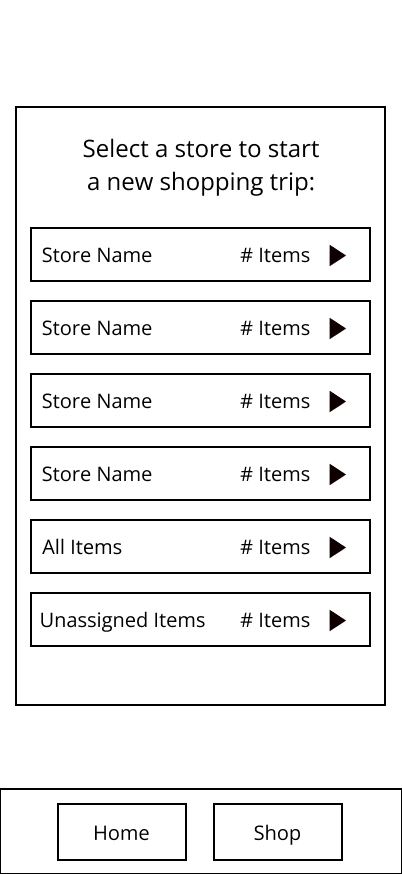 Select a store to start
a new shopping trip:
Store Name # Items
Store Name # Items
Store Name # Items
Store Name # Items
All Items # Items
Unassigned Items # Items
Home Shop